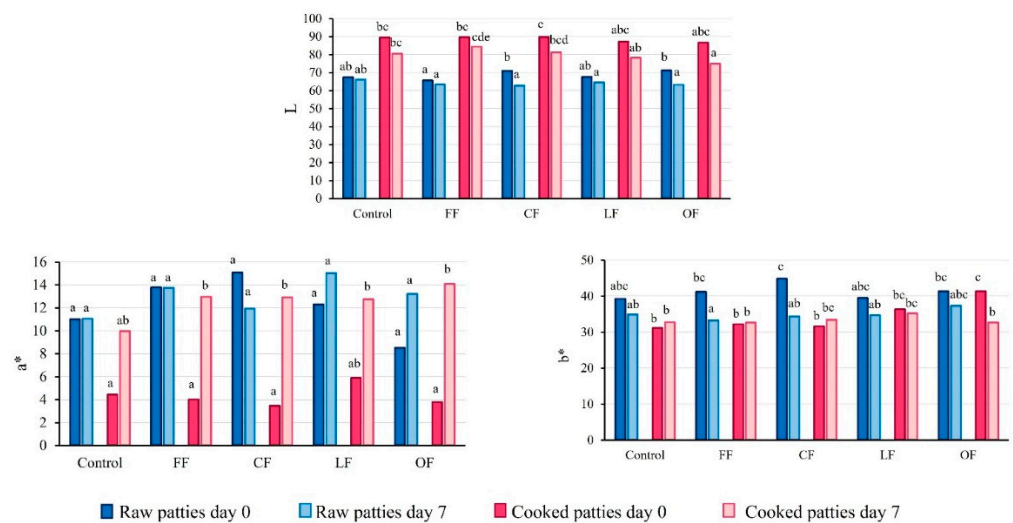 100
90
80
70
60
50
40
30
20
10
0
L
ab ab bc bc
a a bc cde
b a c bcd
ab a abc ab
b a abc a
Control FF CF LF OF
16
14
12
10
8
6
4
2
0
a*
a a a ab
a a a b
a a a b
a a ab b
a a a b
Control FF CF LF OF
50
40
30
20
10
0
b*
abc ab b b
bc a b b
c ab b bc
abc ab bc bc
bc abc c b
Control FF CF LF OF
Raw patties day 0 Raw patties day 7 Cooked patties day 0 Cooked patties day 7